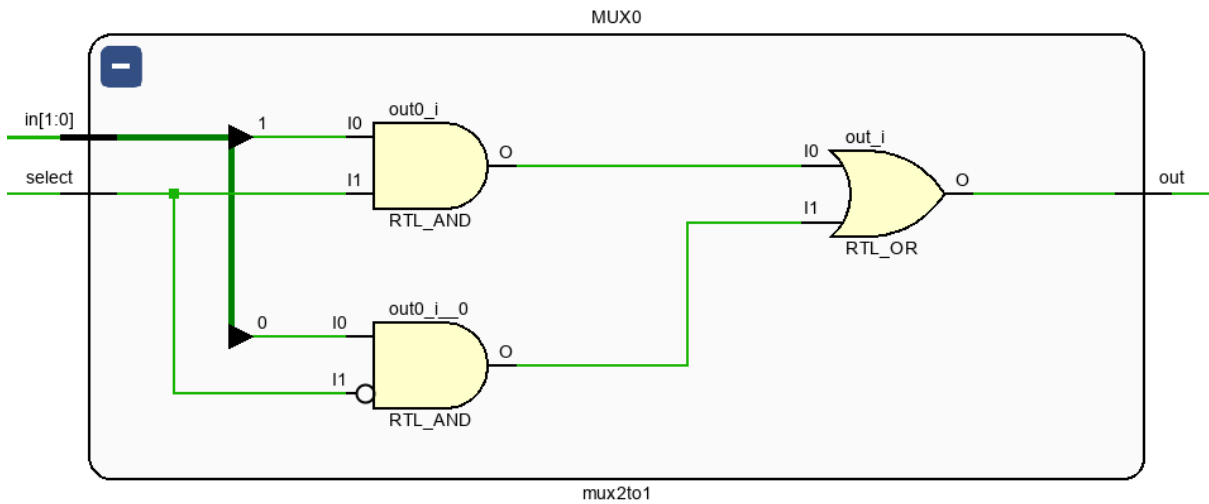 MUX0
in[1:0]
select
1
I0
out0_i
I1
O
RTL_AND
0
I0
out0_i__0
I1
O
RTL_AND
I0
out_i
I1
O
RTL_OR
out
mux2to1